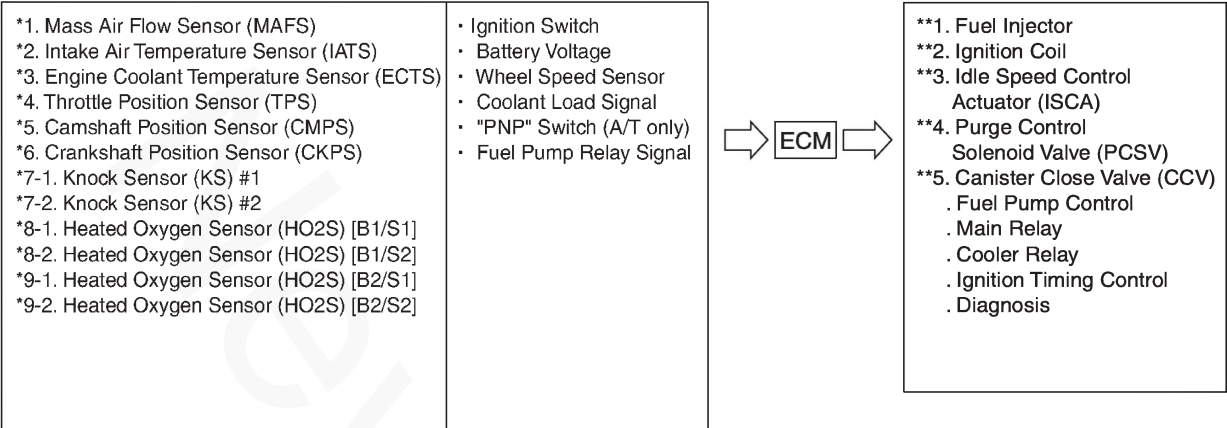 *1. Mass Air Flow Sensor (MAFS)
*2. Intake Air Temperature Sensor (IATS)
*3. Engine Coolant Temperature Sensor (ECTS)
*4. Throttle Position Sensor (TPS)
*5. Camshaft Position Sensor (CMPS)
*6. Crankshaft Position Sensor (CKPS)
*7-1. Knock Sensor (KS) #1
*7-2. Knock Sensor (KS) #2
*8-1. Heated Oxygen Sensor (HO2S) [B1/S1]
*8-2. Heated Oxygen Sensor (HO2S) [B1/S2]
*9-1. Heated Oxygen Sensor (HO2S) [B2/S1]
*9-2. Heated Oxygen Sensor (HO2S) [B2/S2]
· Ignition Switch
· Battery Voltage
· Wheel Speed Sensor
· Coolant Load Signal
· "PNP" Switch (A/T only)
· Fuel Pump Relay Signal
ECM
**1. Fuel Injector
**2. Ignition Coil
**3. Idle Speed Control
Actuator (ISCA)
**4. Purge Control
Solenoid Valve (PCSV)
**5. Canister Close Valve (CCV)
. Fuel Pump Control
. Main Relay
. Cooler Relay
. Ignition Timing Control
. Diagnosis